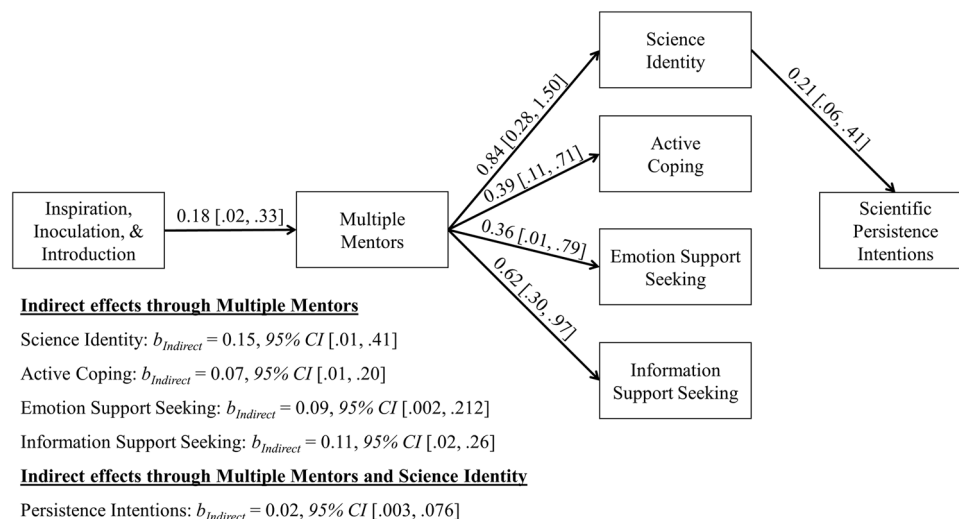 Science
Identity
0.21 [.06, .41]
0.84 [0.28, 1.50]
Active
Coping
0.39 [.11, .71]
Inspiration,
Inoculation, &
Introduction
0.18 [.02, .33]
Multiple
Mentors
Scientific
Persistence
Intentions
0.36 [.01, .79]
Emotion Support
Seeking
0.62 [.30, .97]
Information
Support Seeking
Indirect effects through Multiple Mentors
Science Identity: bIndirect = 0.15, 95% CI [.01, .41]
Active Coping: bIndirect = 0.07, 95% CI [.01, .20]
Emotion Support Seeking: bIndirect = 0.09, 95% CI [.002, .212]
Information Support Seeking: bIndirect = 0.11, 95% CI [.02, .26]
Indirect effects through Multiple Mentors and Science Identity
Persistence Intentions: bIndirect = 0.02, 95% CI [.003, .076]